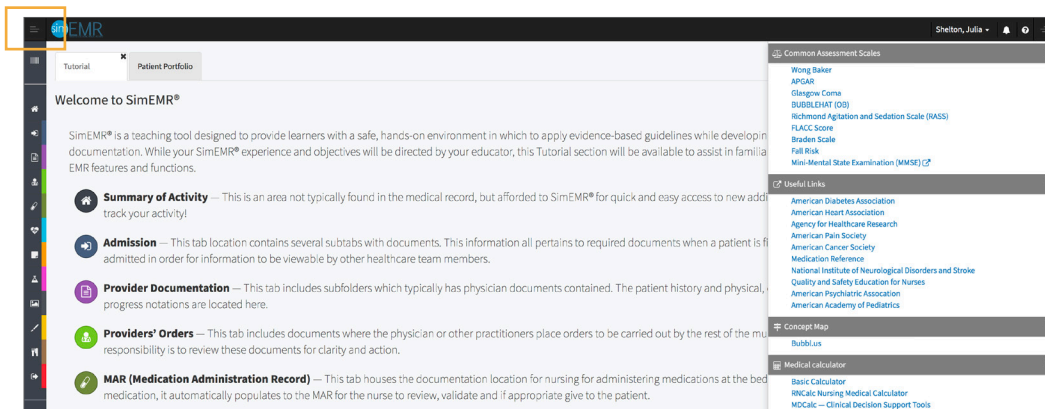 simEMR
Shelton, Julia
Tutorial
Patient Portfolio
Welcome to SimEMR®
SimEMR® is a teaching tool designed to provide learners with a safe, hands-on environment in which to apply evidence-based guidelines while developin
documentation. While your SimEMR® experience and objectives will be directed by your educator, this Tutorial section will be available to assist in familia
EMR features and functions.
Summary of Activity — This is an area not typically found in the medical record, but afforded to SimEMR® for quick and easy access to new addi
track your activity!
Admission — This tab location contains several subtabs with documents. This information all pertains to required documents when a patient is fi
admitted in order for information to be viewable by other healthcare team members.
Provider Documentation — This tab includes subfolders which typically has physician documents contained. The patient history and physical,
progress notations are located here.
Providers' Orders — This tab includes documents where the physician or other practitioners place orders to be carried out by the rest of the mu
responsibility is to review these documents for clarity and action.
MAR (Medication Administration Record) — This tab houses the documentation location for nursing for administering medications at the bed
medication, it automatically populates to the MAR for the nurse to review, validate and if appropriate give to the patient.
Common Assessment Scales
Wong Baker
APGAR
Glasgow Coma
BUBBLEHAT (OB)
Richmond Agitation and Sedation Scale (RASS)
FLACC Score
Braden Scale
Fall Risk
Mini-Mental State Examination (MMSE)
Useful Links
American Diabetes Association
American Heart Association
Agency for Healthcare Research
American Pain Society
American Cancer Society
Medication Reference
National Institute of Neurological Disorders and Stroke
Quality and Safety Education for Nurses
American Psychiatric Assocation
American Academy of Pediatrics
Concept Map
Bubbl.us
Medical calculator
Basic Calculator
RNCalc Nursing Medical Calculator
MDCalc — Clinical Decision Support Tools